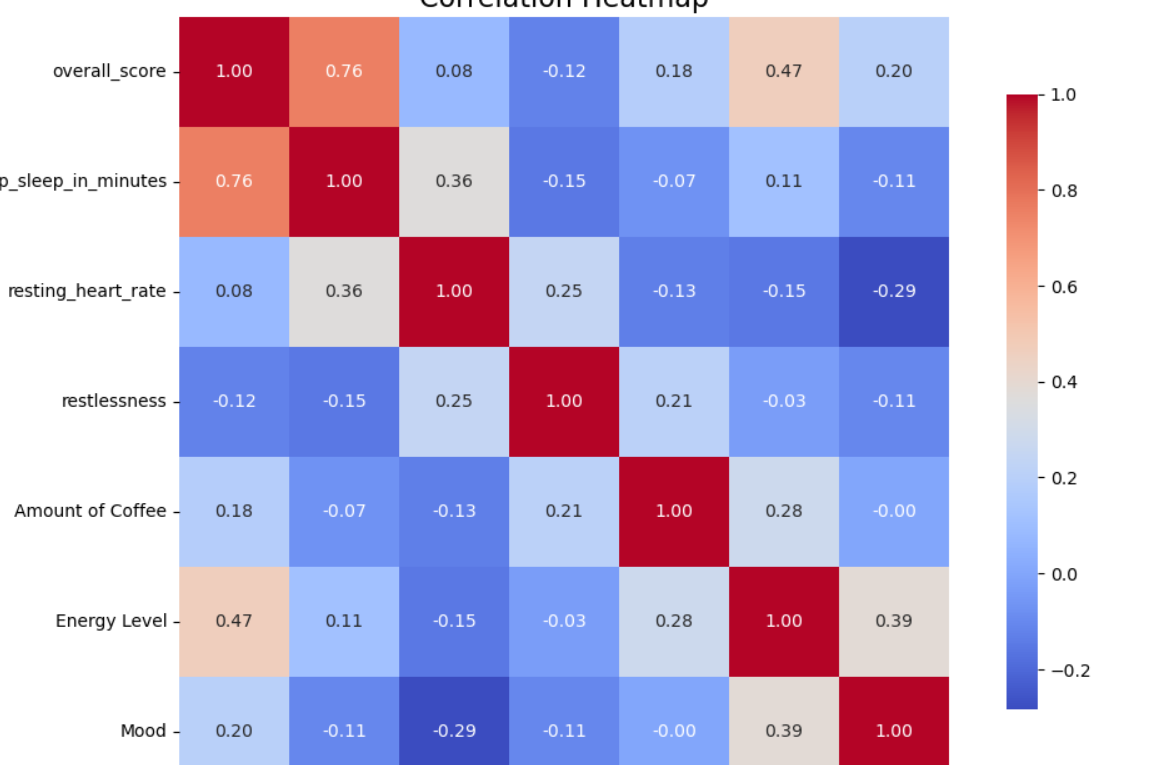 Correlation Heatmap
overall_score 1.00 0.76 0.08 -0.12 0.18 0.47 0.20
p_sleep_in_minutes 0.76 1.00 0.36 -0.15 -0.07 0.11 -0.11
resting_heart_rate 0.08 0.36 1.00 0.25 -0.13 -0.15 -0.29
restlessness -0.12 -0.15 0.25 1.00 0.21 -0.03 -0.11
Amount of Coffee 0.18 -0.07 -0.13 0.21 1.00 0.28 -0.00
Energy Level 0.47 0.11 -0.15 -0.03 0.28 1.00 0.39
Mood 0.20 -0.11 -0.29 -0.11 -0.00 0.39 1.00
1.0
0.8
0.6
0.4
0.2
0.0
−0.2